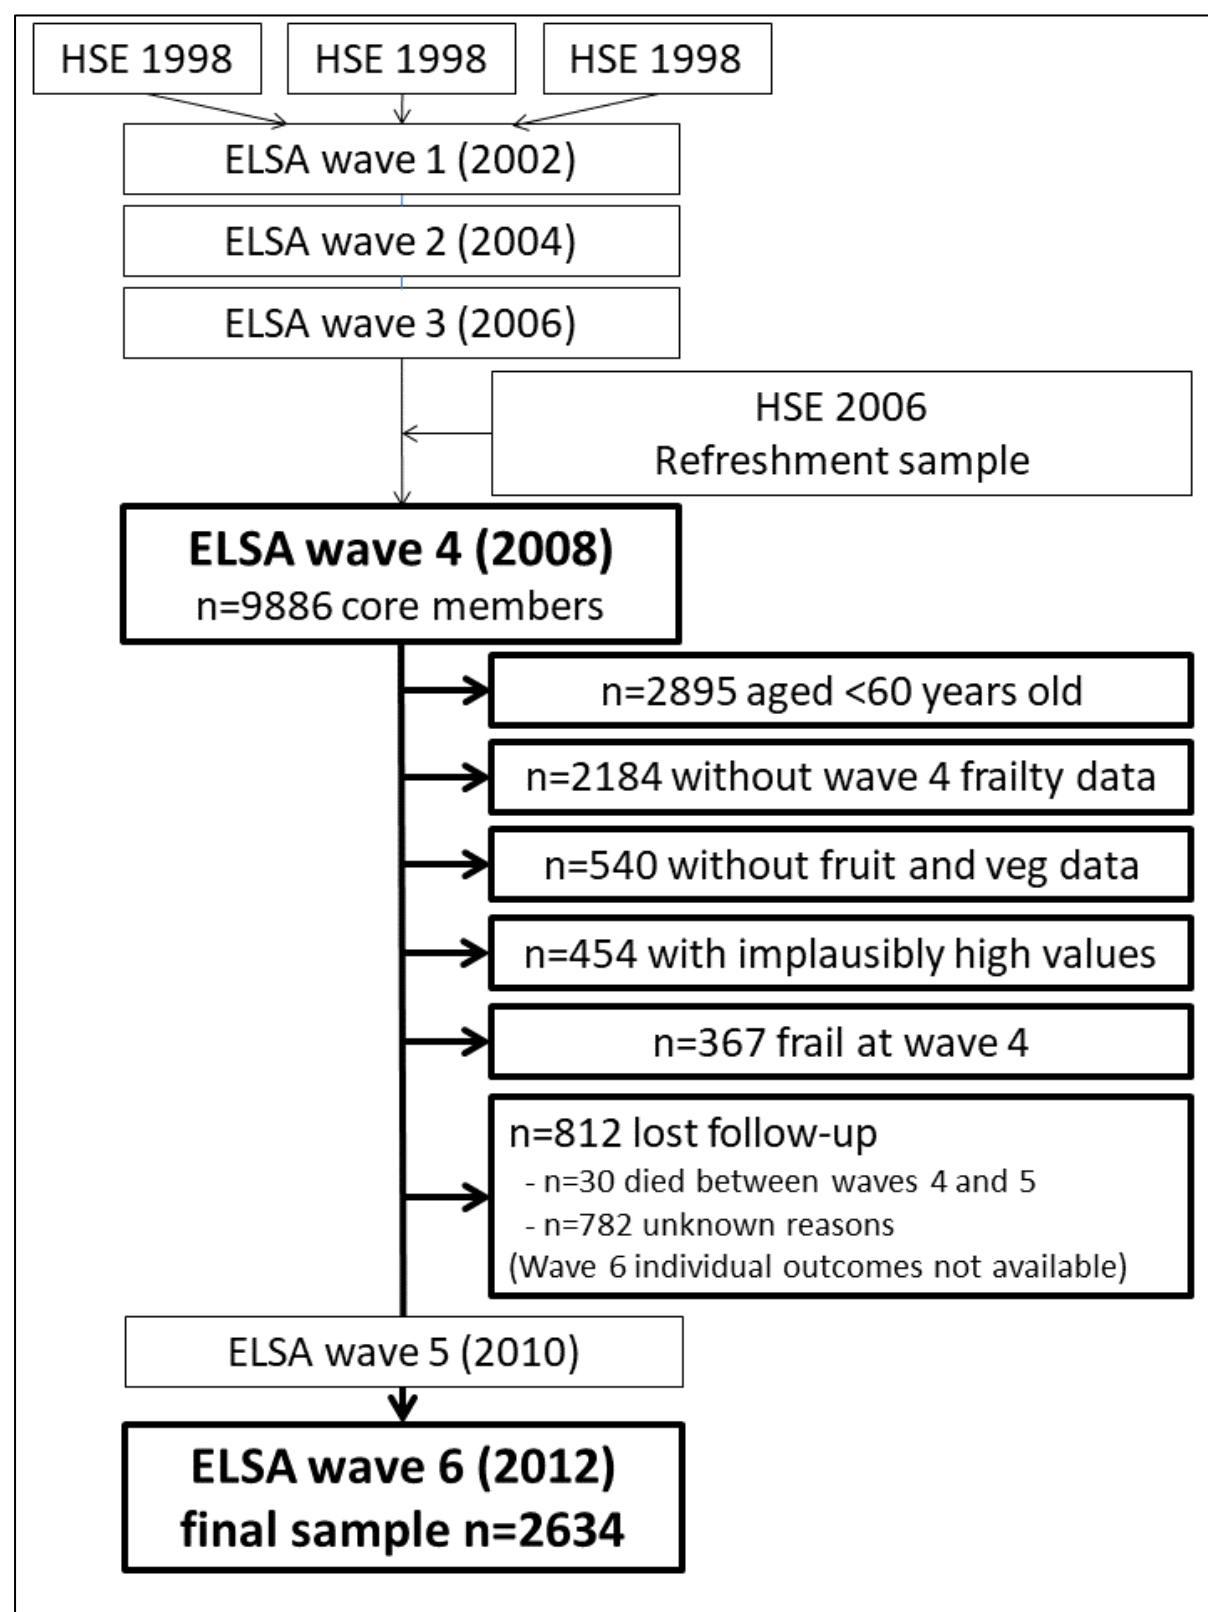 HSE 1998
HSE 1998
HSE 1998
ELSA wave 1 (2002)
ELSA wave 2 (2004)
ELSA wave 3 (2006)
HSE 2006
Refreshment sample
ELSA wave 4 (2008)
n=9886 core members
n=2895 aged <60 years old
n=2184 without wave 4 frailty data
n=540 without fruit and veg data
n=454 with implausibly high values
n=367 frail at wave 4
n=812 lost follow-up
- n=30 died between waves 4 and 5
- n=782 unknown reasons
(Wave 6 individual outcomes not available)
ELSA wave 5 (2010)
ELSA wave 6 (2012)
final sample n=2634